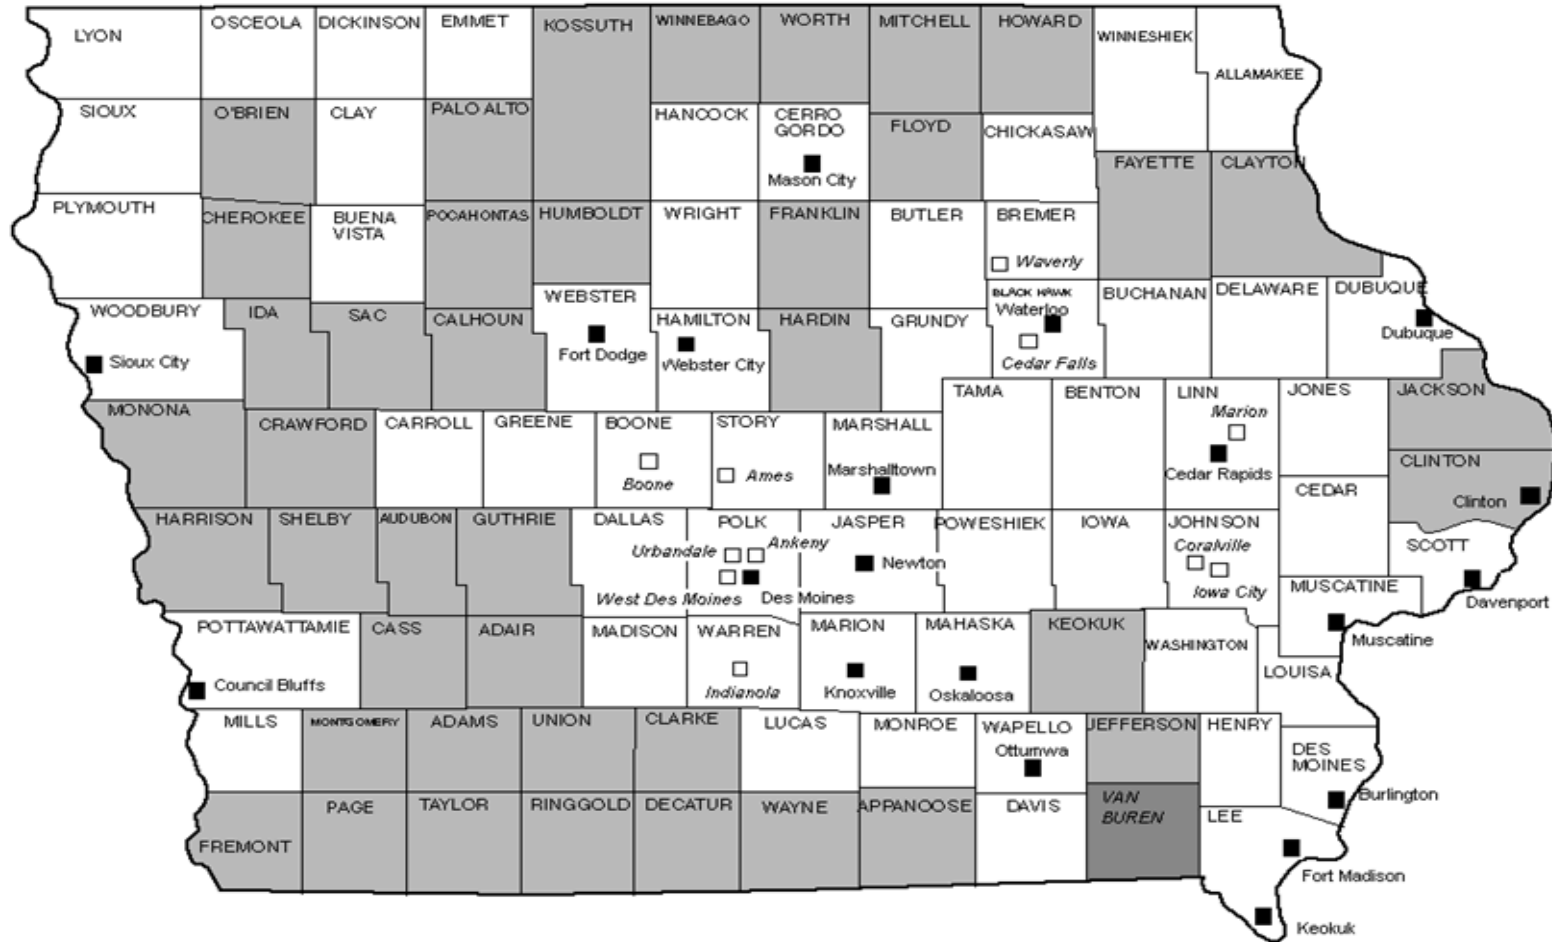 LYON
OSCEOLA
DICKINSON
EMMET
KOSSUTH
WINNEBAGO
WORTH
MITCHELL
HOWARD
WINNESHIEK
ALLAMAKEE
SIOUX
O'BRIEN
CLAY
PALO ALTO
HANCOCK
CERRO
GORDO
Mason City
FLOYD
CHICKASAW
FAYETTE
CLAYTON
PLYMOUTH
CHEROKEE
BUENA
VISTA
POCAHONTAS
HUMBOLDT
WRIGHT
FRANKLIN
BUTLER
BREMER
Waverly
WOODBURY
Sioux City
IDA
SAC
CALHOUN
WEBSTER
Fort Dodge
HAMILTON
Webster City
HARDIN
GRUNDY
BLACK HAWK
Waterloo
Cedar Falls
BUCHANAN
DELAWARE
DUBUQUE
Dubuque
MONONA
CRAWFORD
CARROLL
GREENE
BOONE
Boone
STORY
Ames
MARSHALL
Marshalltown
TAMA
BENTON
LINN
Marion
Cedar Rapids
JONES
JACKSON
CLINTON
Clinton
CEDAR
HARRISON
SHELBY
AUDUBON
GUTHRIE
DALLAS
POLK
Ankeny
Urbandale
West Des Moines
Des Moines
JASPER
Newton
POWESHIEK
IOWA
JOHNSON
Coralville
Iowa City
SCOTT
Davenport
MUSCATINE
Muscatine
POTTAWATTAMIE
Council Bluffs
CASS
ADAIR
MADISON
WARREN
Indianola
MARION
Knoxville
MAHASKA
Oskaloosa
KEOKUK
WASHINGTON
LOUISA
MILLS
MONTGOMERY
ADAMS
UNION
CLARKE
LUCAS
MONROE
WAPELLO
Ottumwa
JEFFERSON
HENRY
DES
MOINES
Burlington
FREMONT
PAGE
TAYLOR
RINGGOLD
DECATUR
WAYNE
APPANOOSE
DAVIS
VAN
BUREN
LEE
Fort Madison
Keokuk